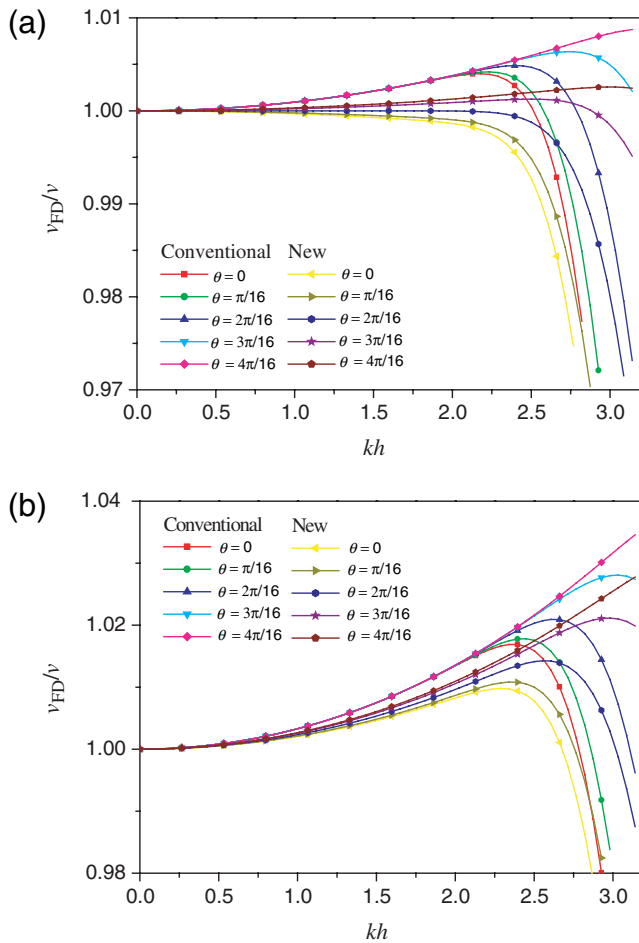 (a)
1.01
1.00
0.99
0.98
0.97
v_FD/v
Conventional New
θ = 0 θ = 0
θ = π/16 θ = π/16
θ = 2π/16 θ = 2π/16
θ = 3π/16 θ = 3π/16
θ = 4π/16 θ = 4π/16
0.0 0.5 1.0 1.5 2.0 2.5 3.0
kh
(b)
1.04
1.02
1.00
0.98
v_FD/v
Conventional New
θ = 0 θ = 0
θ = π/16 θ = π/16
θ = 2π/16 θ = 2π/16
θ = 3π/16 θ = 3π/16
θ = 4π/16 θ = 4π/16
0.0 0.5 1.0 1.5 2.0 2.5 3.0
kh